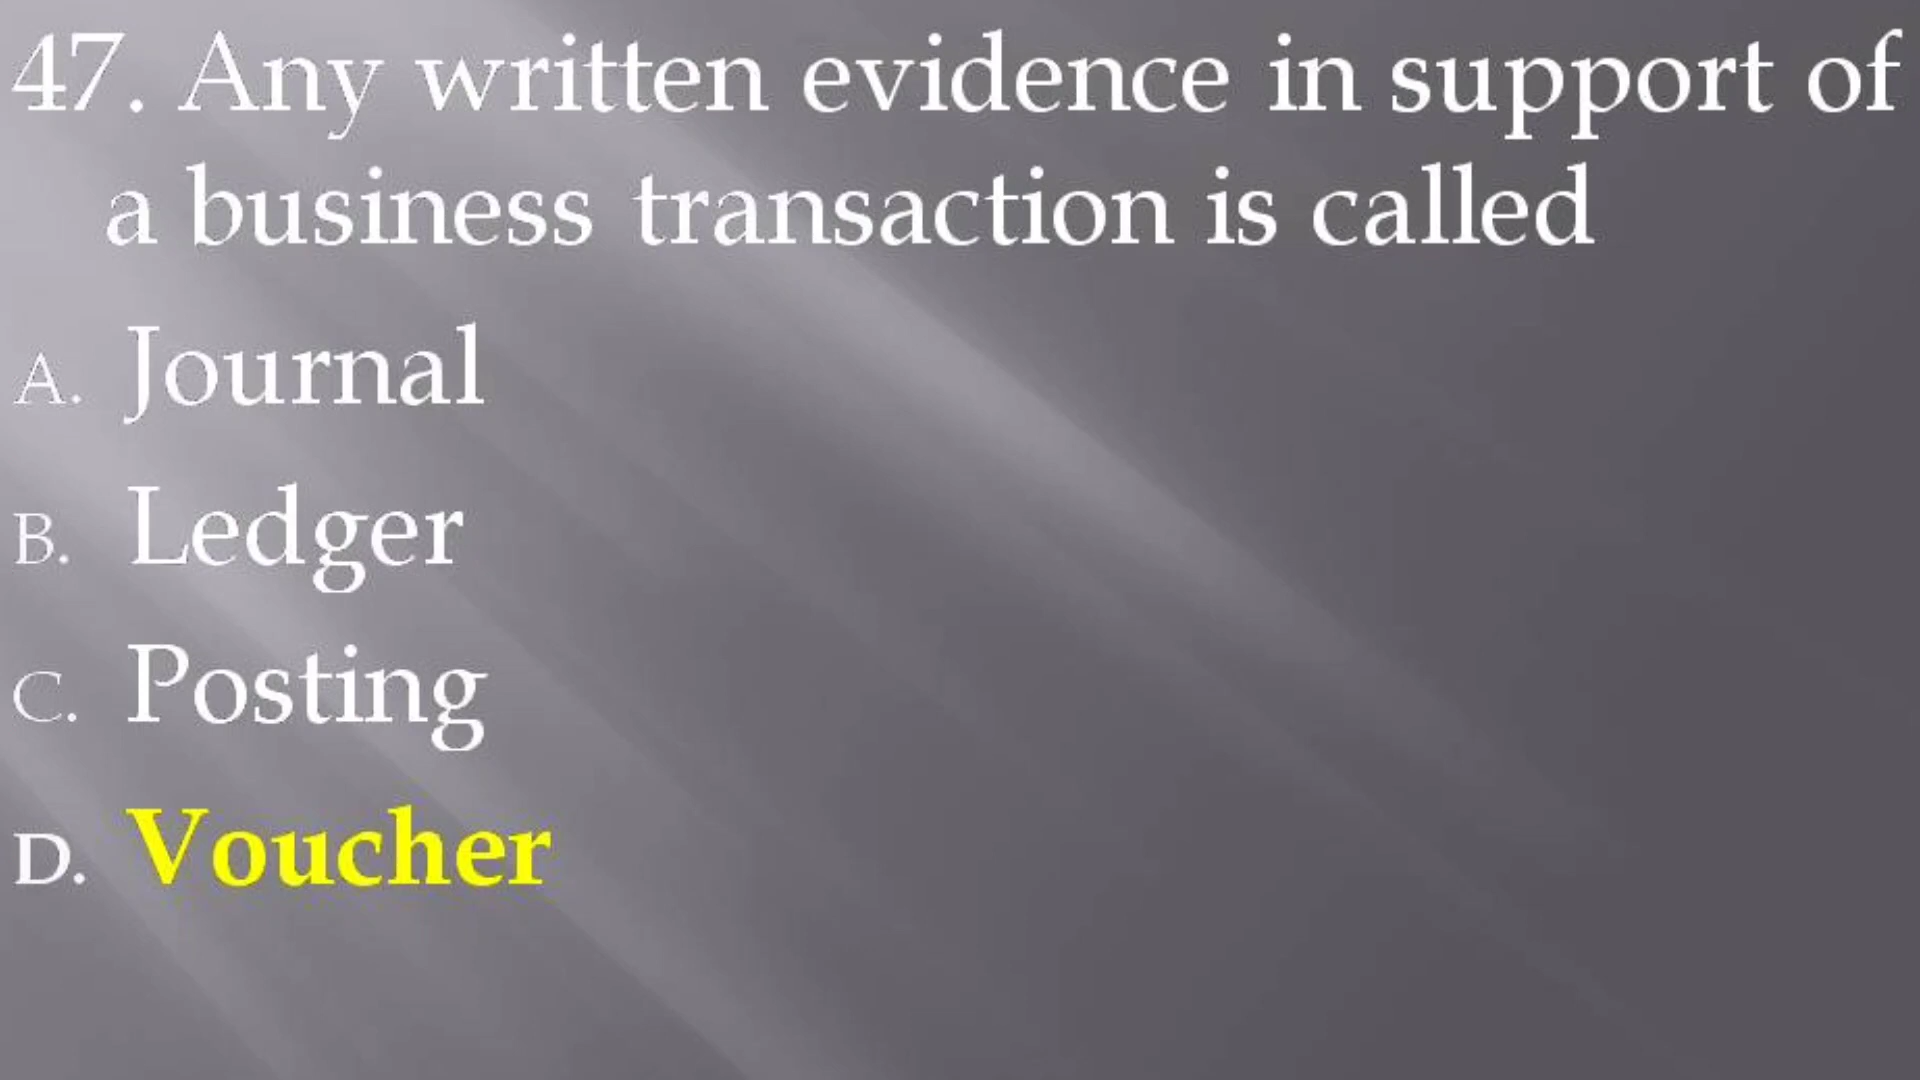 47. Any written evidence in support of
a business transaction is called
A. Journal
B. Ledger
C. Posting
D. Voucher